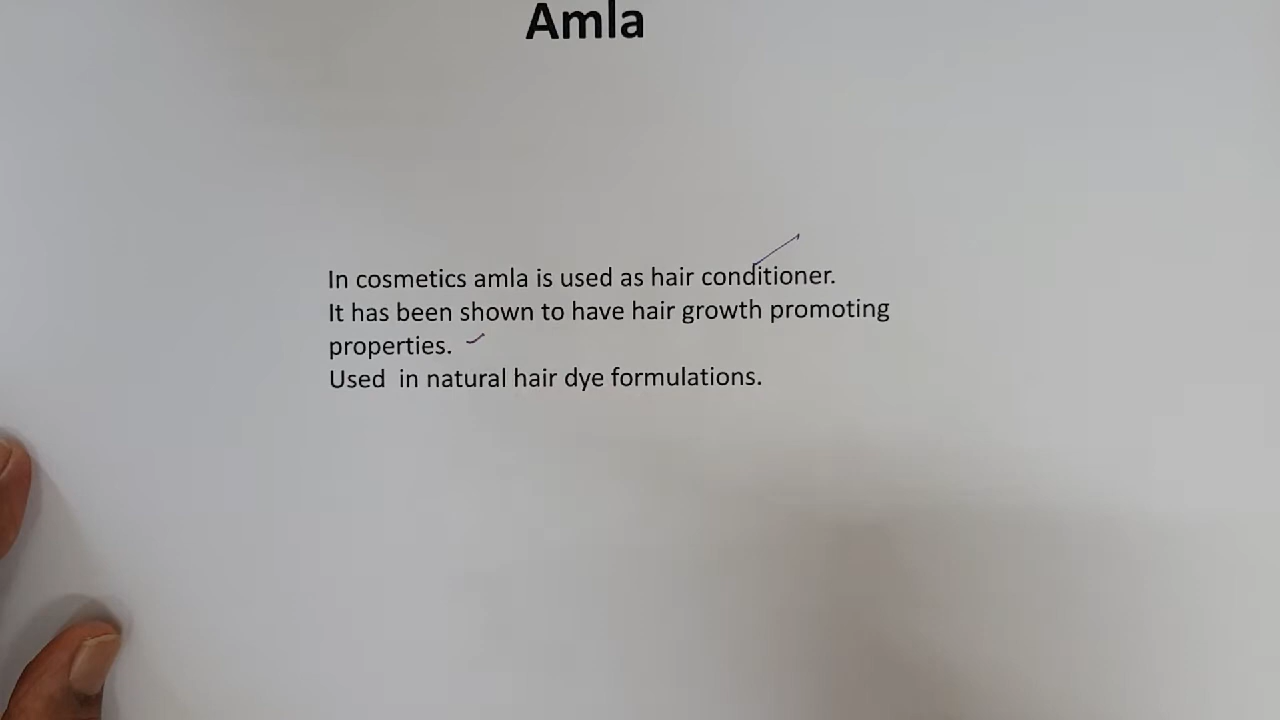 Amla
In cosmetics amla is used as hair conditioner.
It has been shown to have hair growth promoting
properties.
Used  in natural hair dye formulations.